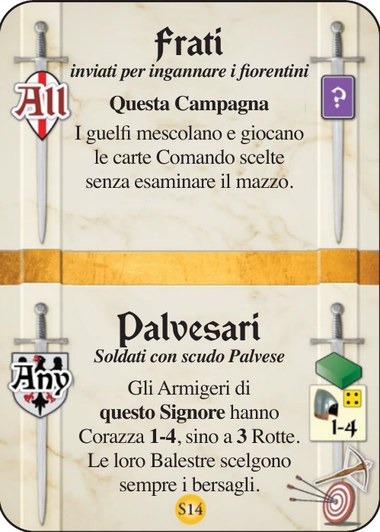 Frati
inviati per ingannare i fiorentini
All
?
Questa Campagna
I guelfi mescolano e giocano
le carte Comando scelte
senza esaminare il mazzo.
Palvesari
Soldati con scudo Palvese
Any
Gli Armigeri di
questo Signore hanno
Corazza 1-4, sino a 3 Rotte.
Le loro Balestre scelgono
sempre i bersagli.
1-4
S14